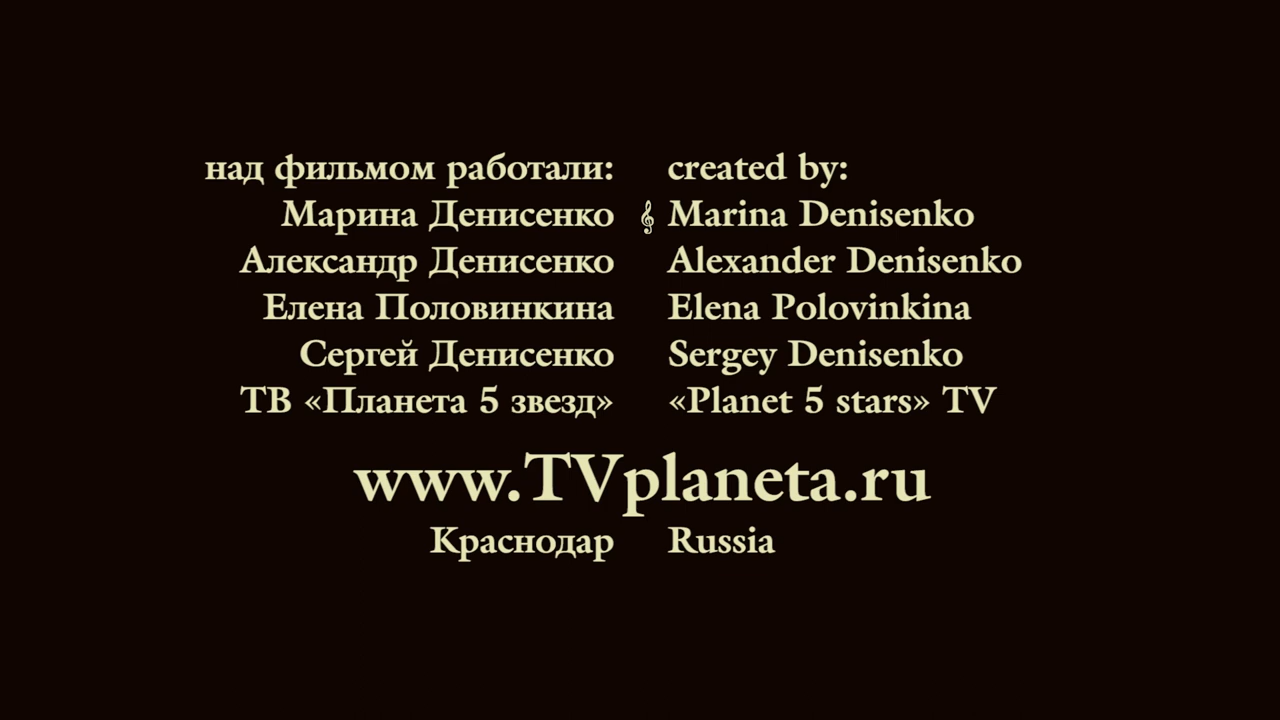 над фильмом работали: created by:
Марина Денисенко 𝄞 Marina Denisenko
Александр Денисенко Alexander Denisenko
Елена Половинкина Elena Polovinkina
Сергей Денисенко Sergey Denisenko
ТВ «Планета 5 звезд» «Planet 5 stars» TV
www.TVplaneta.ru
Краснодар Russia